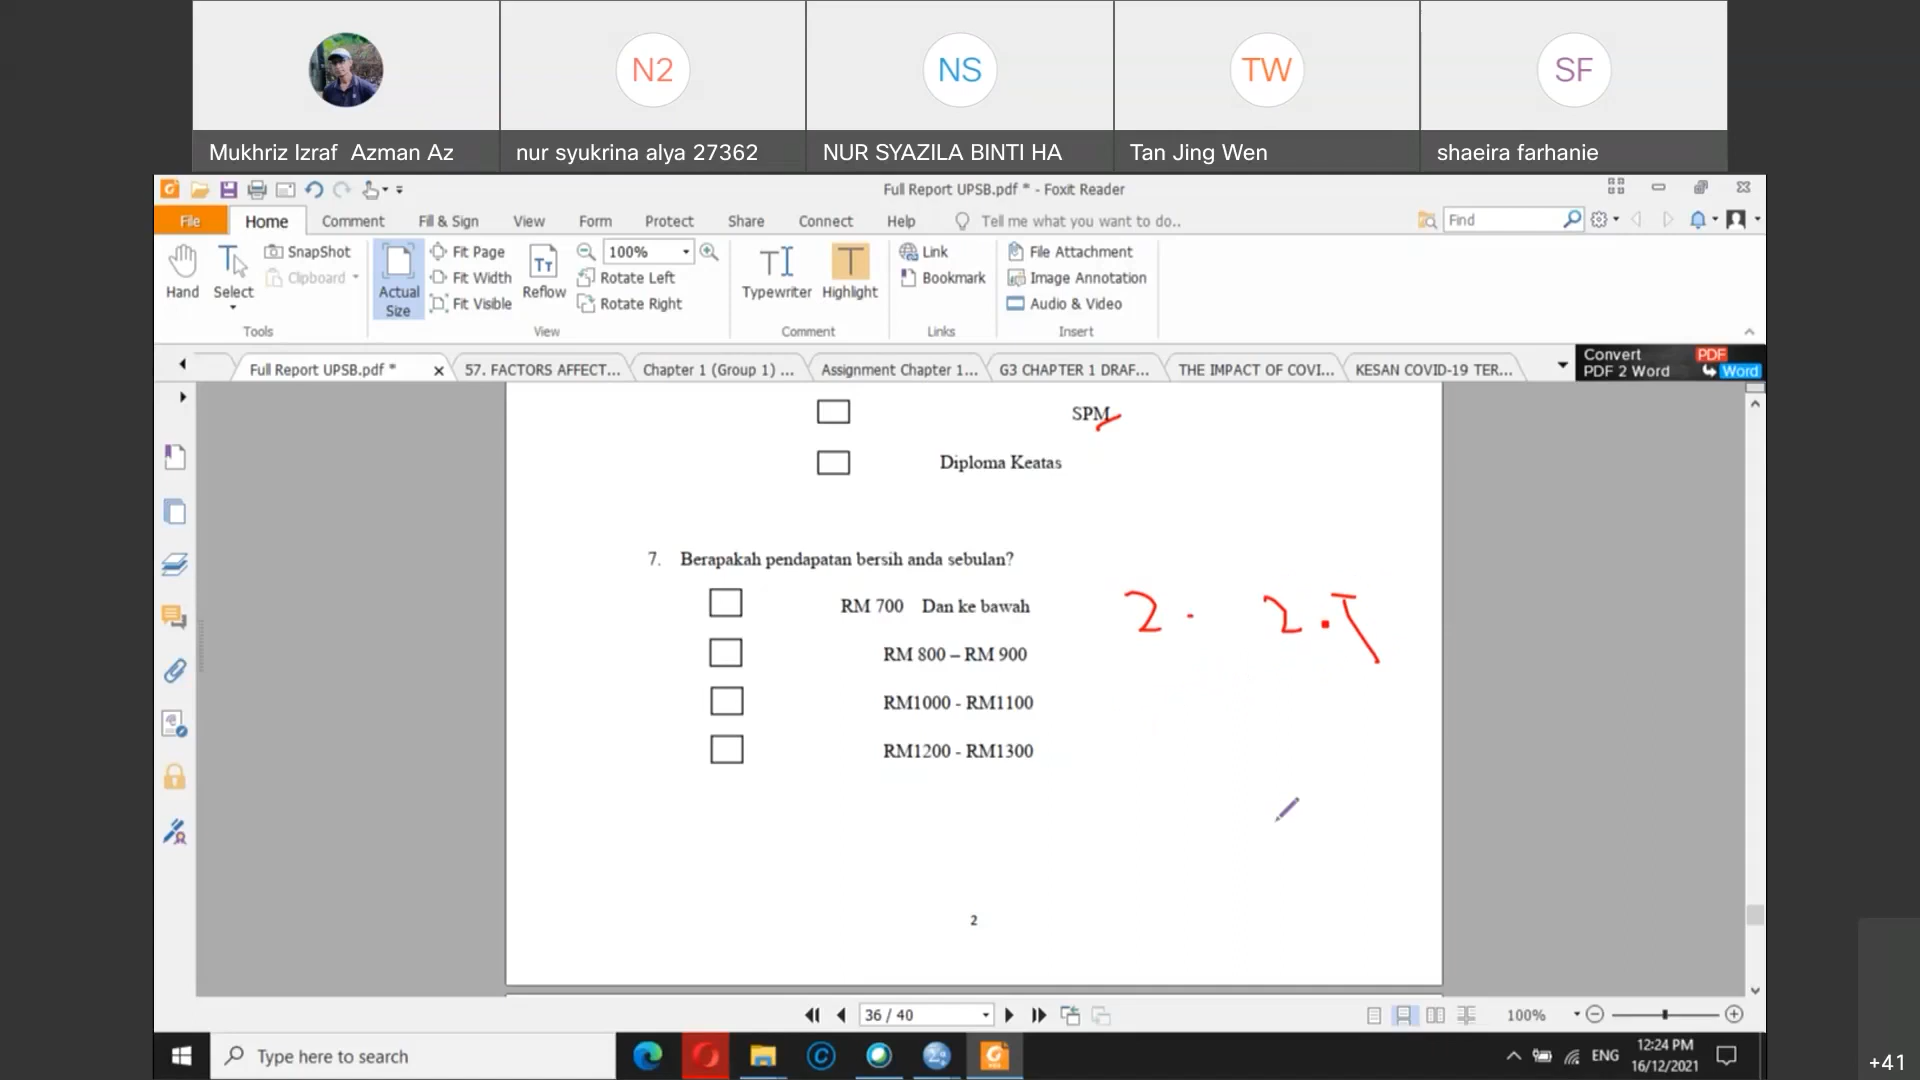 N2
NS
TW
SF
Mukhriz Izraf Azman Az
nur syukrina alya 27362
NUR SYAZILA BINTI HA
Tan Jing Wen
shaeira farhanie
Full Report UPSB.pdf * - Foxit Reader
File Home Comment Fill & Sign View Form Protect Share Connect Help Tell me what you want to do.. Find
SnapShot Fit Page 100% Link File Attachment
Clipboard Fit Width Rotate Left Bookmark Image Annotation
Hand Select Actual Size Fit Visible Reflow Rotate Right Typewriter Highlight Audio & Video
Tools View Comment Links Insert
Full Report UPSB.pdf * 57. FACTORS AFFECT... Chapter 1 (Group 1) ... Assignment Chapter 1... G3 CHAPTER 1 DRAF... THE IMPACT OF COVI... KESAN COVID-19 TER...
Convert PDF
PDF 2 Word Word
SPM
Diploma Keatas
7. Berapakah pendapatan bersih anda sebulan?
RM 700 Dan ke bawah
2. 2.
RM 800 – RM 900
RM1000 - RM1100
RM1200 - RM1300
2
36 / 40 100%
Type here to search
ENG 12:24 PM
16/12/2021
+41